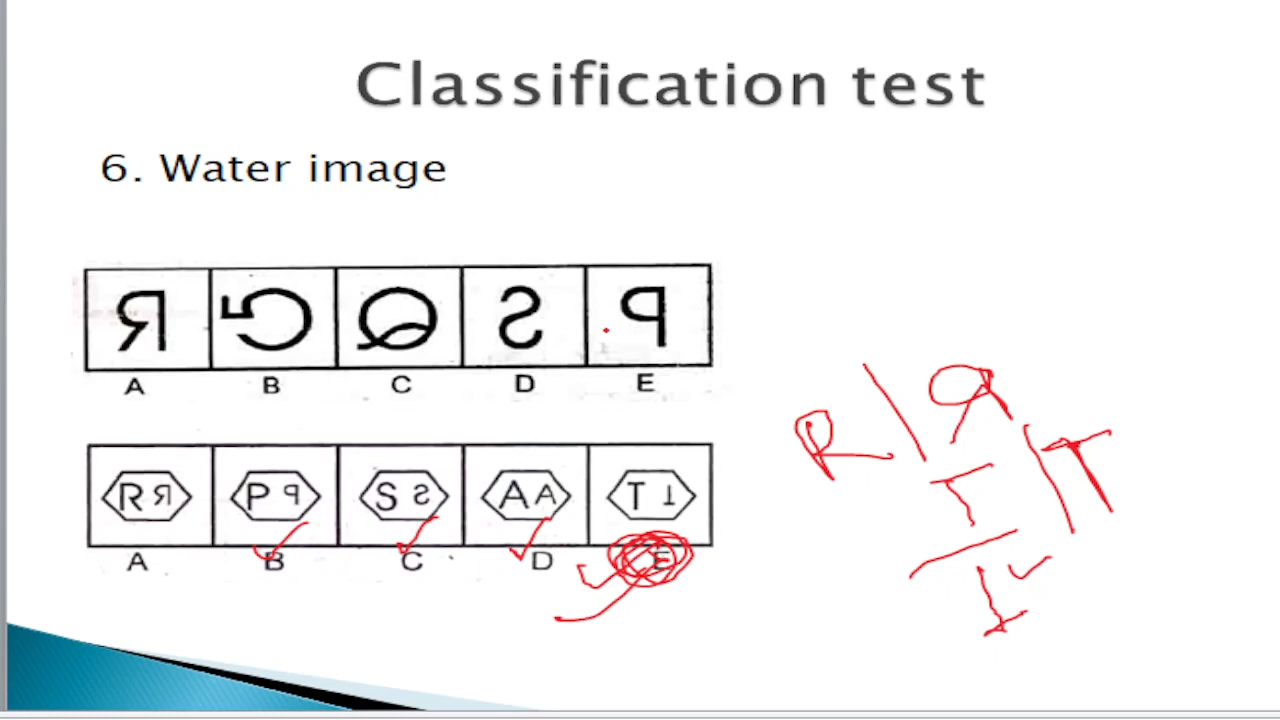 Classification test
6. Water image
Я G Q S P
A B C D E
R Я P q S S A A T T
A B C D E
R Я
T T
T